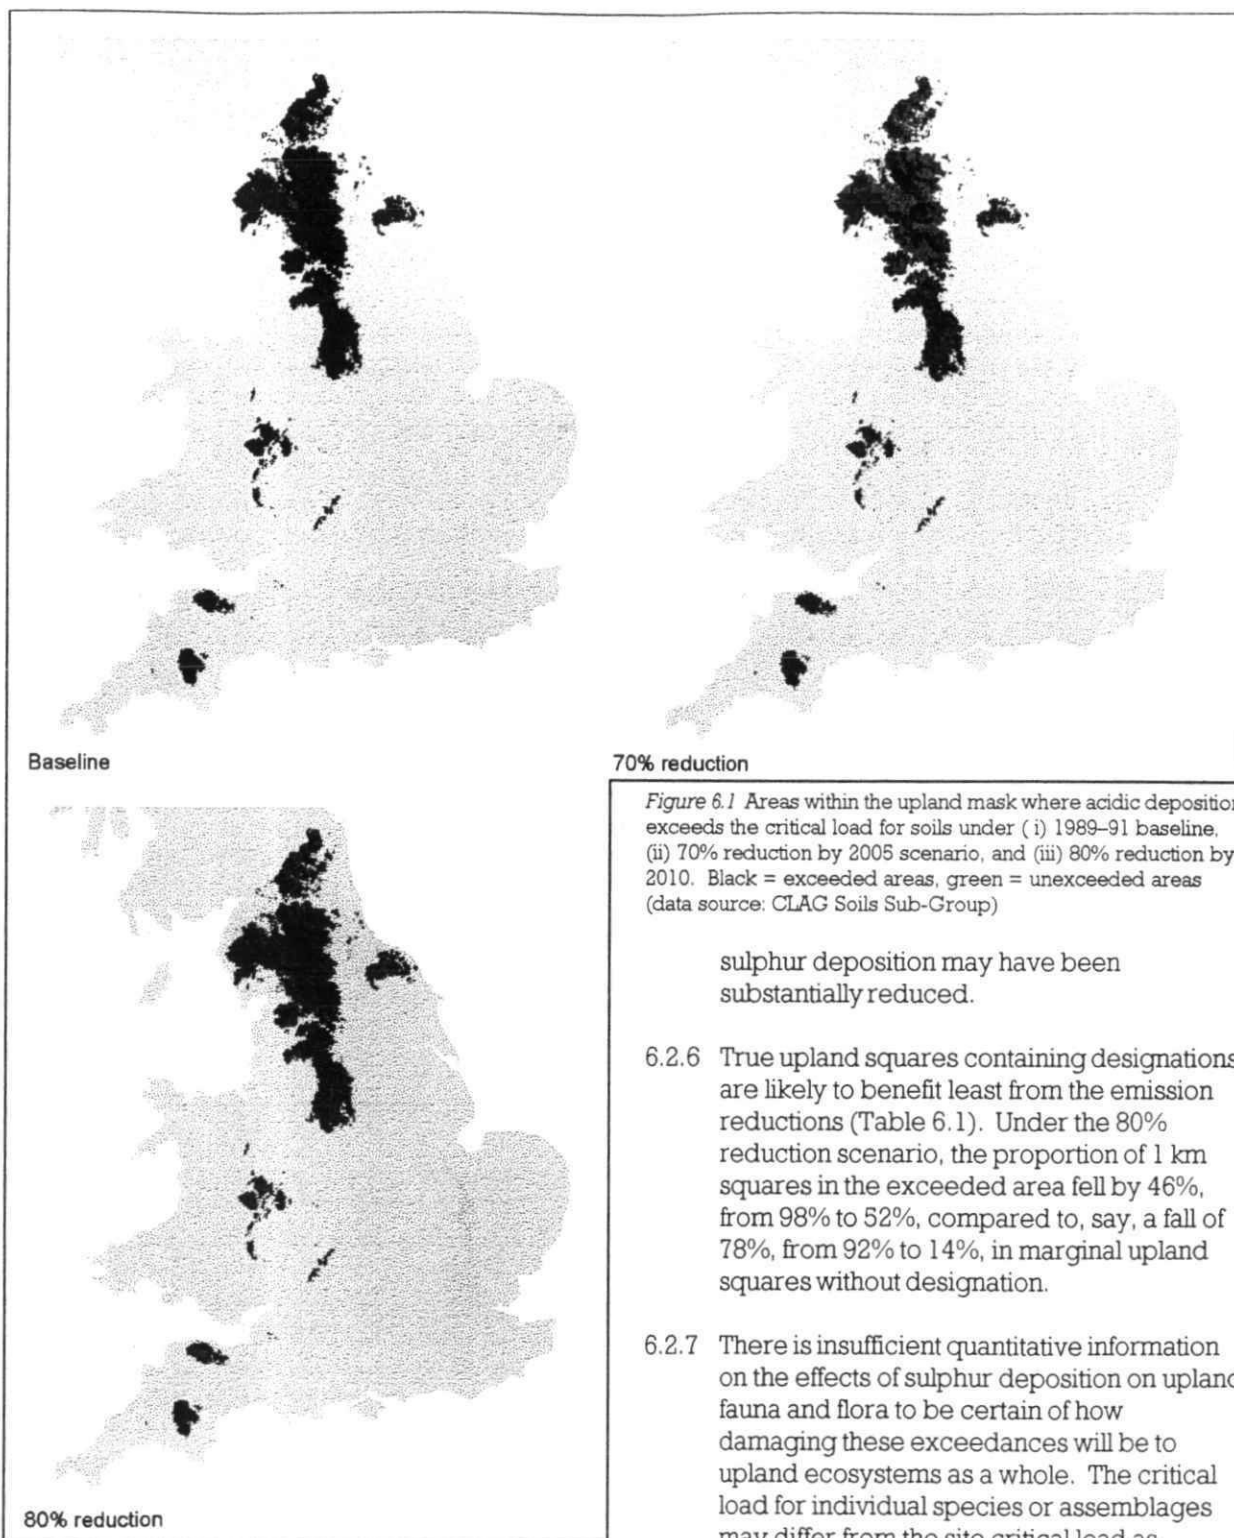 Baseline
70% reduction
80% reduction
Figure 6.1 Areas within the upland mask where acidic deposition
exceeds the critical load for soils under ( i) 1989–91 baseline,
(ii) 70% reduction by 2005 scenario, and (iii) 80% reduction by
2010. Black = exceeded areas, green = unexceeded areas
(data source: CLAG Soils Sub-Group)
sulphur deposition may have been
substantially reduced.
6.2.6 True upland squares containing designations
are likely to benefit least from the emission
reductions (Table 6.1). Under the 80%
reduction scenario, the proportion of 1 km
squares in the exceeded area fell by 46%,
from 98% to 52%, compared to, say, a fall of
78%, from 92% to 14%, in marginal upland
squares without designation.
6.2.7 There is insufficient quantitative information
on the effects of sulphur deposition on upland
fauna and flora to be certain of how
damaging these exceedances will be to
upland ecosystems as a whole. The critical
load for individual species or assemblages
may differ from the site critical load as